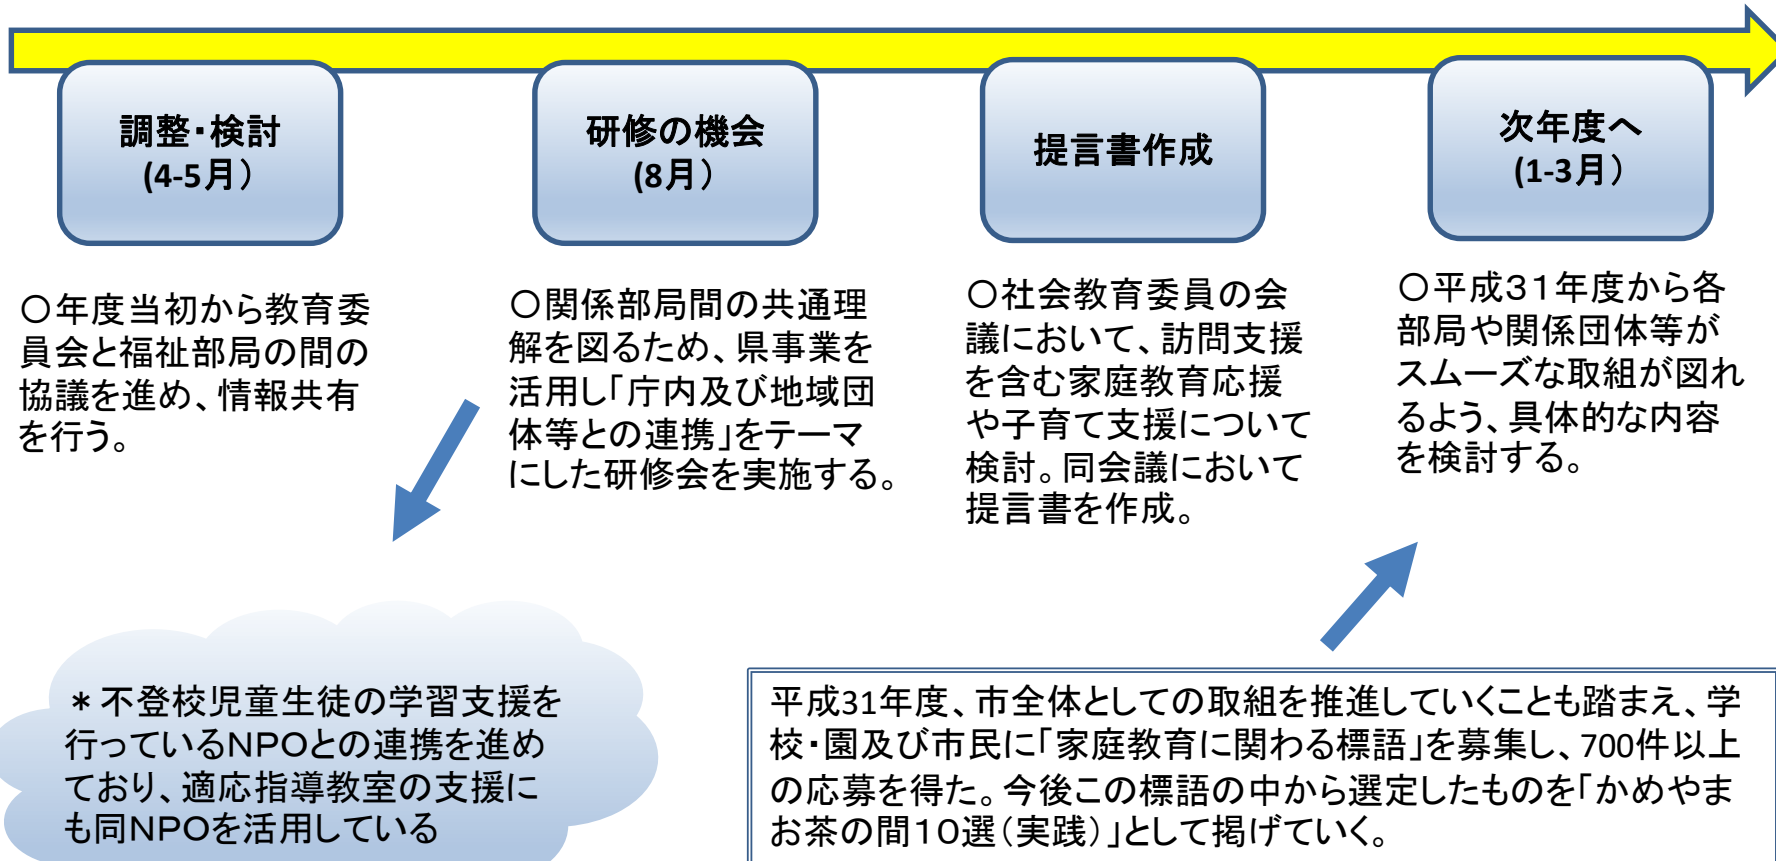 調整・検討
(4-5月)
研修の機会
(8月)
提言書作成
次年度へ
(1-3月)
○年度当初から教育委
員会と福祉部局の間の
協議を進め、情報共有
を行う。
○関係部局間の共通理
解を図るため、県事業を
活用し「庁内及び地域団
体等との連携」をテーマ
にした研修会を実施する。
○社会教育委員の会
議において、訪問支援
を含む家庭教育応援
や子育て支援について
検討。同会議において
提言書を作成。
○平成３１年度から各
部局や関係団体等が
スムーズな取組が図れ
るよう、具体的な内容
を検討する。
＊不登校児童生徒の学習支援を
行っているＮＰＯとの連携を進め
ており、適応指導教室の支援に
も同ＮＰＯを活用している
平成31年度、市全体としての取組を推進していくことも踏まえ、学
校・園及び市民に「家庭教育に関わる標語」を募集し、700件以上
の応募を得た。今後この標語の中から選定したものを「かめやま
お茶の間１０選（実践）」として掲げていく。